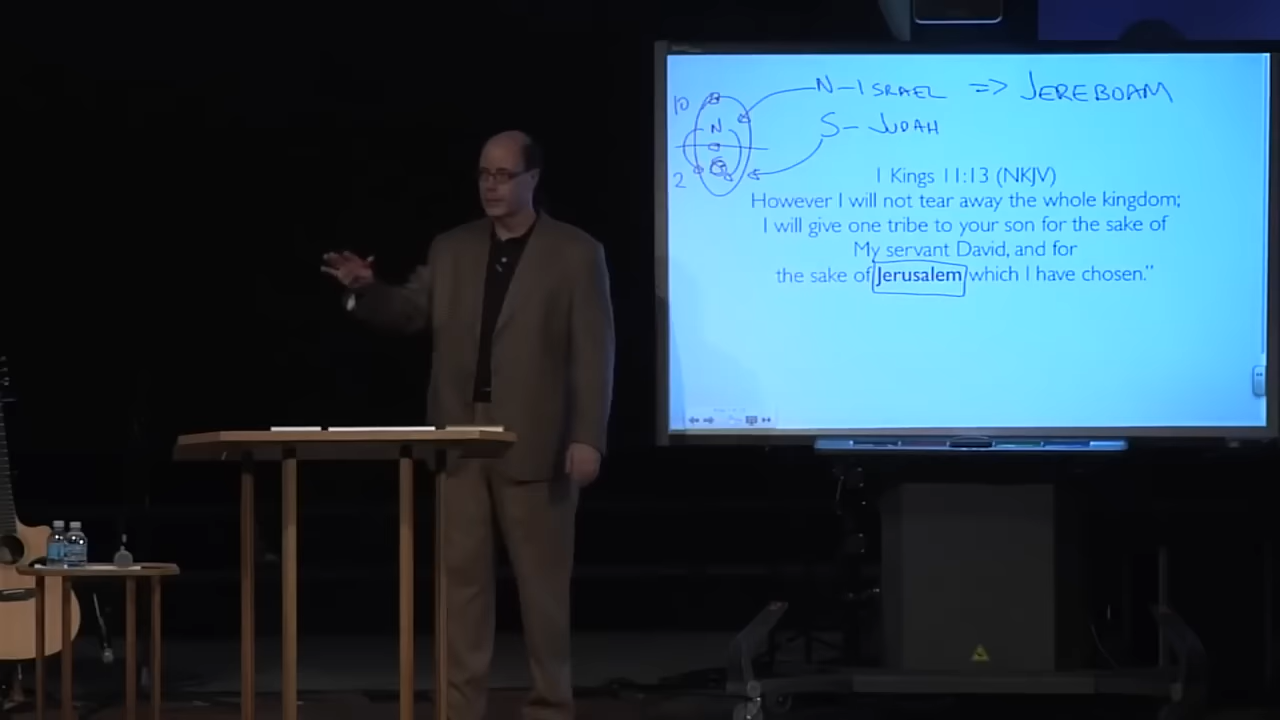 10 N N-ISRAEL => JEREBOAM
S- JUDAH
2
1 Kings 11:13 (NKJV)
However I will not tear away the whole kingdom;
I will give one tribe to your son for the sake of
My servant David, and for
the sake of Jerusalem which I have chosen."